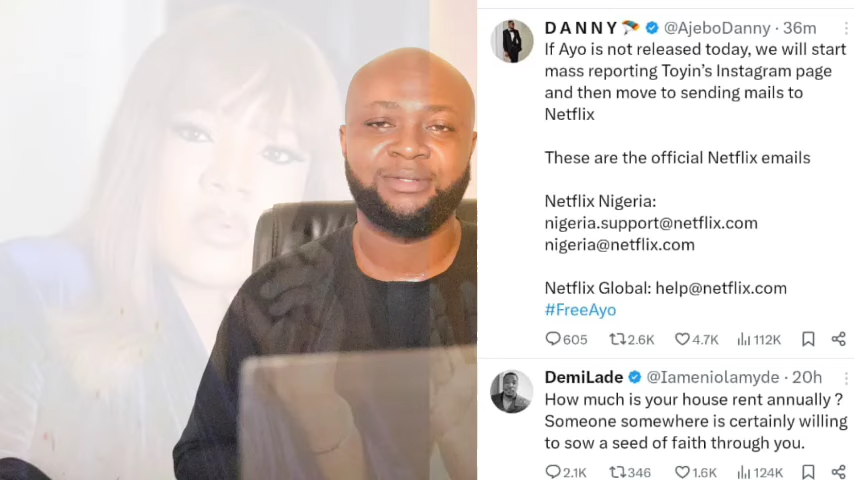 D A N N Y @AjeboDanny · 36m
If Ayo is not released today, we will start
mass reporting Toyin's Instagram page
and then move to sending mails to
Netflix
These are the official Netflix emails
Netflix Nigeria:
nigeria.support@netflix.com
nigeria@netflix.com
Netflix Global: help@netflix.com
#FreeAyo
605 2.6K 4.7K 112K
DemiLade @Iameniolamyde · 20h
How much is your house rent annually ?
Someone somewhere is certainly willing
to sow a seed of faith through you.
2.1K 346 1.6K 124K